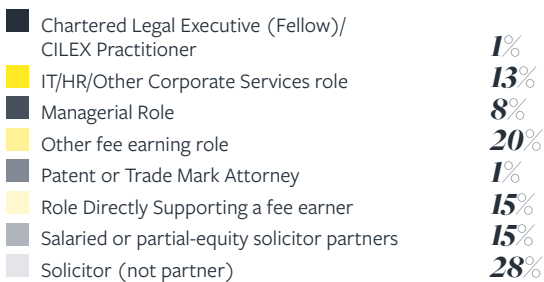 Chartered Legal Executive (Fellow)/
CILEX Practitioner 1%
IT/HR/Other Corporate Services role 13%
Managerial Role 8%
Other fee earning role 20%
Patent or Trade Mark Attorney 1%
Role Directly Supporting a fee earner 15%
Salaried or partial-equity solicitor partners 15%
Solicitor (not partner) 28%